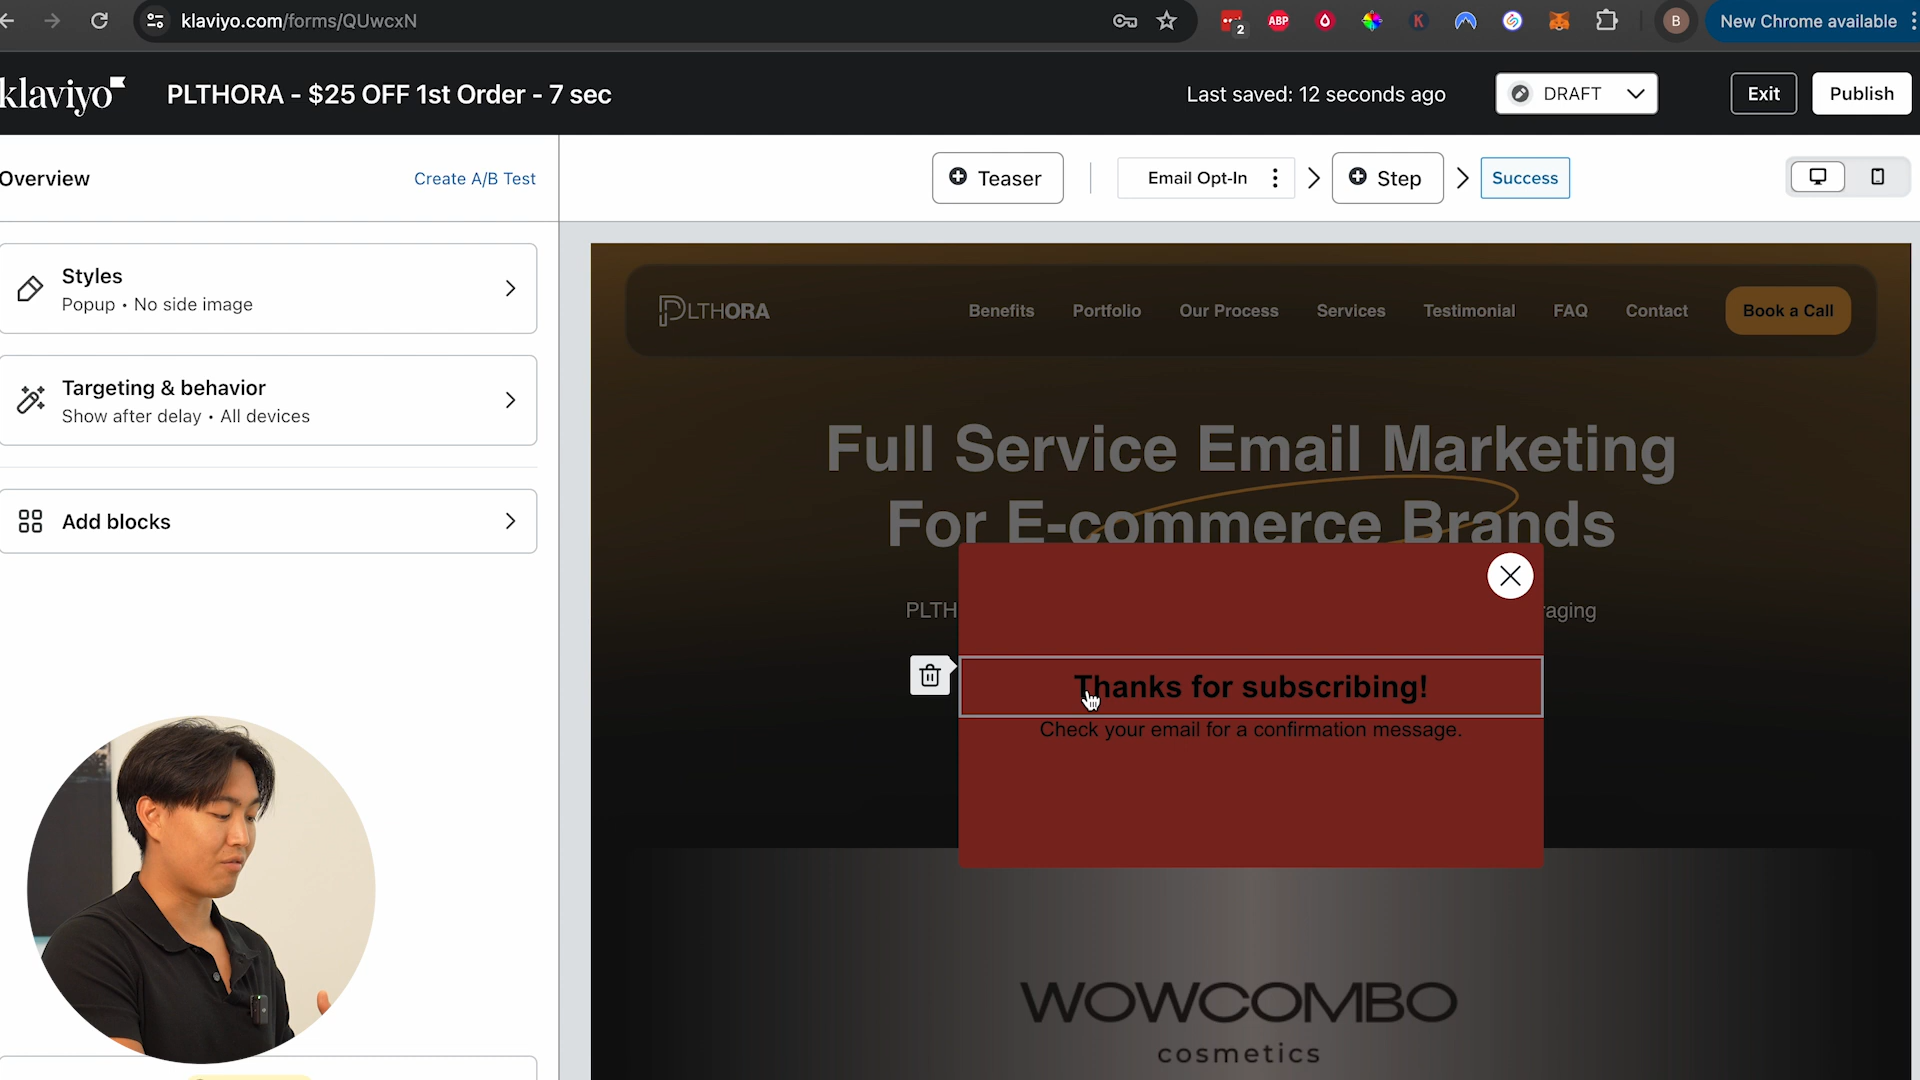 klaviyo.com/forms/QUwcxN
2
ABP
K
B
New Chrome available
klaviyo
PLTHORA - $25 OFF 1st Order - 7 sec
Last saved: 12 seconds ago
DRAFT
Exit
Publish
Overview
Create A/B Test
Teaser
Email Opt-In
Step
Success
Styles
Popup • No side image
Targeting & behavior
Show after delay • All devices
Add blocks
PLTHORA
Benefits
Portfolio
Our Process
Services
Testimonial
FAQ
Contact
Book a Call
Full Service Email Marketing
For E-commerce Brands
PLTH
aging
Thanks for subscribing!
Check your email for a confirmation message.
WOWCOMBO
cosmetics